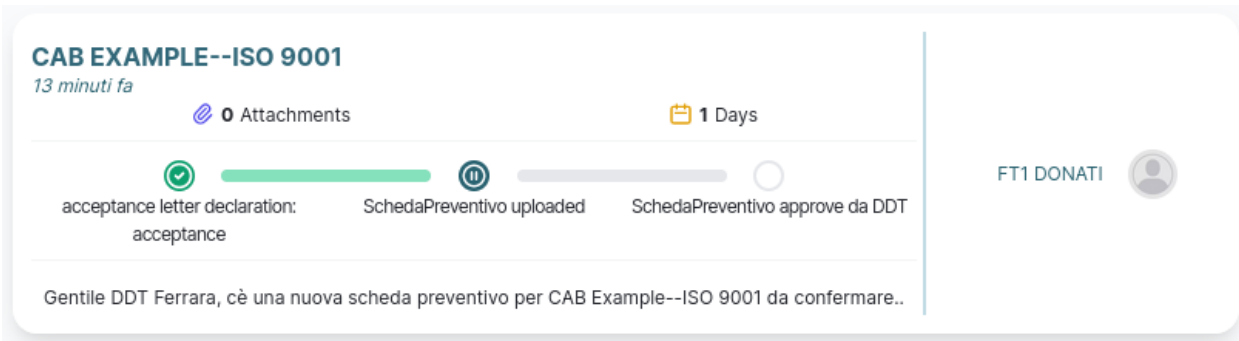 CAB EXAMPLE--ISO 9001
13 minuti fa
0 Attachments
1 Days
acceptance letter declaration:
acceptance
SchedaPreventivo uploaded
SchedaPreventivo approve da DDT
Gentile DDT Ferrara, cè una nuova scheda preventivo per CAB Example--ISO 9001 da confermare..
FT1 DONATI